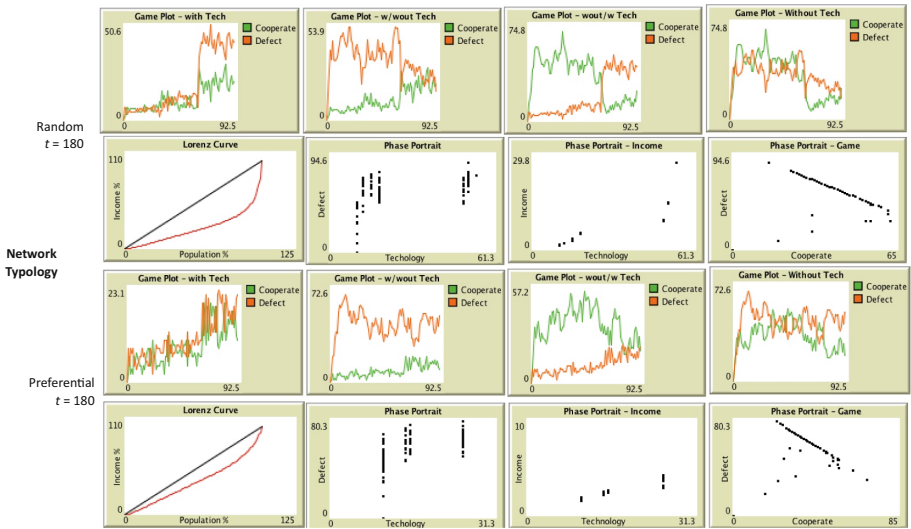 Game Plot - with Tech
50.6
0
0
92.5
Cooperate
Defect
Game Plot - w/wout Tech
53.9
0
0
92.5
Cooperate
Defect
Game Plot - wout/w Tech
74.8
0
0
92.5
Cooperate
Defect
Game Plot - Without Tech
74.8
0
0
92.5
Cooperate
Defect
Random
t = 180
Lorenz Curve
110
Income %
0
0
Population %
125
Phase Portrait
94.6
Defect
0
0
Techology
61.3
Phase Portrait - Income
29.8
Income
0
0
Technology
61.3
Phase Portrait - Game
94.6
Defect
0
0
Cooperate
65
Network
Typology
Game Plot - with Tech
23.1
0
0
92.5
Cooperate
Defect
Game Plot - w/wout Tech
72.6
0
0
92.5
Cooperate
Defect
Game Plot - wout/w Tech
57.2
0
0
92.5
Cooperate
Defect
Game Plot - Without Tech
72.6
0
0
92.5
Cooperate
Defect
Preferential
t = 180
Lorenz Curve
110
Income %
0
0
Population %
125
Phase Portrait
80.3
Defect
0
0
Techology
31.3
Phase Portrait - Income
10
Income
0
0
Technology
31.3
Phase Portrait - Game
80.3
Defect
0
0
Cooperate
85